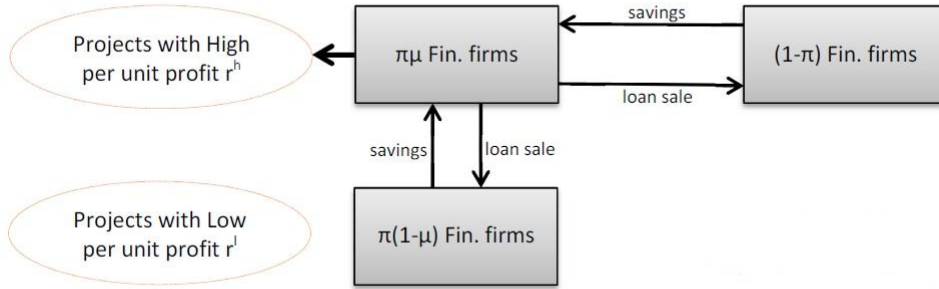 savings
Projects with High
per unit profit r^h
πμ Fin. firms
(1-π) Fin. firms
loan sale
savings
loan sale
Projects with Low
per unit profit r^l
π(1-μ) Fin. firms